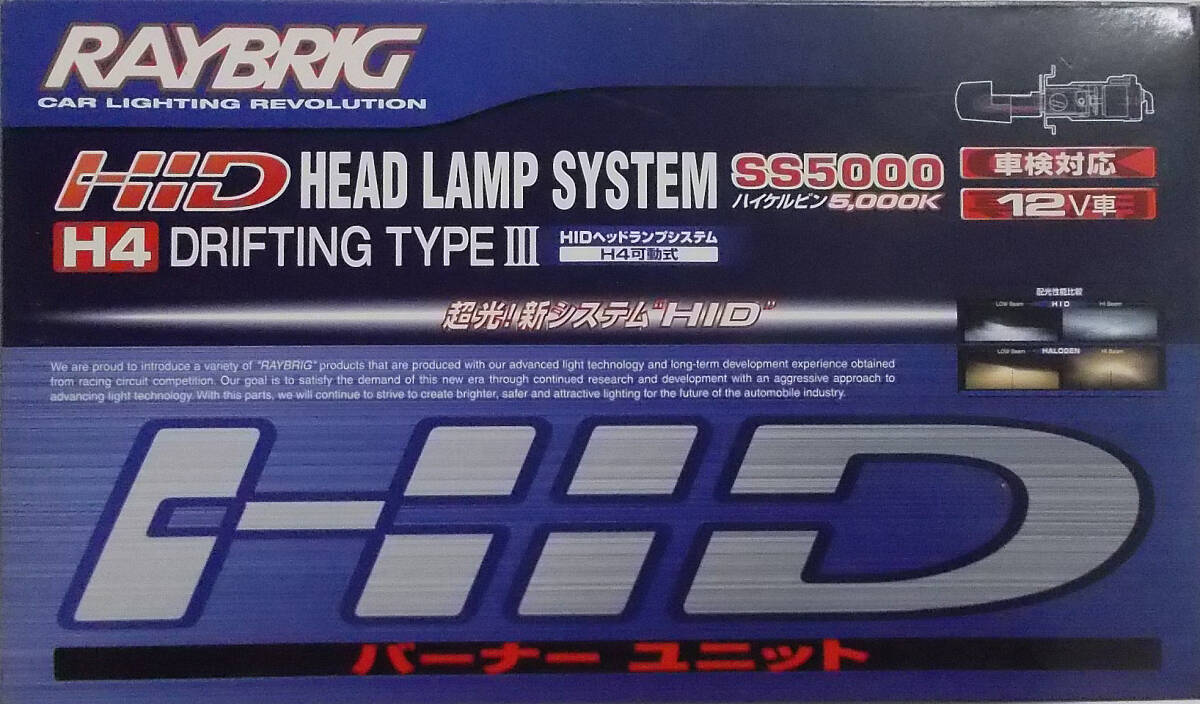 RAYBRIG
CAR LIGHTING REVOLUTION
HID HEAD LAMP SYSTEM SS5000
ハイケルビン5,000K
車検対応
12V車
H4 DRIFTING TYPE III
HIDヘッドランプシステム
H4可動式
超光!新システム"HID"
配光性能比較
LOW Beam HID Hi Beam
LOW Beam HALOGEN Hi Beam
We are proud to introduce a variety of "RAYBRIG" products that are produced with our advanced light technology and long-term development experience obtained
from racing circuit competition. Our goal is to satisfy the demand of this new era through continued research and development with an aggressive approach to
advancing light technology. With this parts, we will continue to strive to create brighter, safer and attractive lighting for the future of the automobile industry.
HID
バーナー ユニット